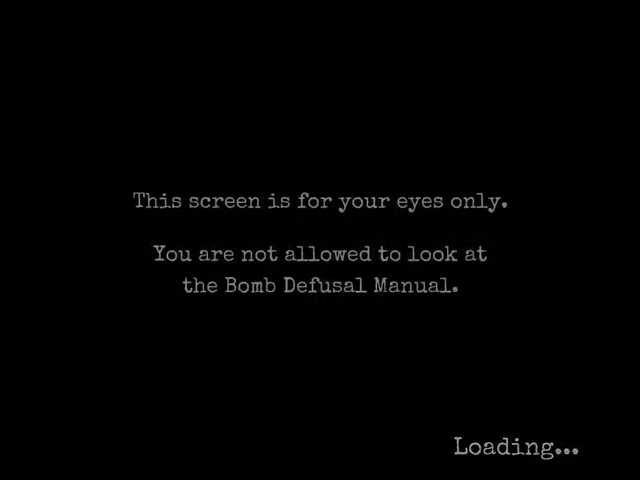 This screen is for your eyes only.
You are not allowed to look at
the Bomb Defusal Manual.
Loading...